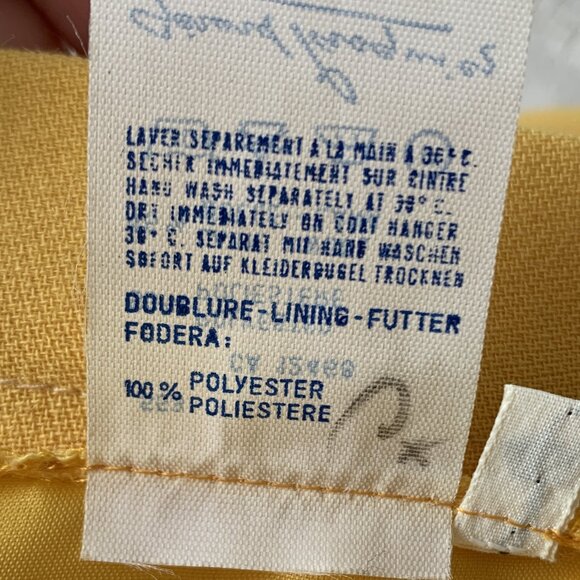 LAVER SEPAREMENT A LA MAIN A 30° C.
SECHER IMMEDIATEMENT SUR CINTRE
HAND WASH SEPARATELY AT 30° C.
DRY IMMEDIATELY ON COAT HANGER
30° C. SEPARAT MIT HAND WASCHEN
SOFORT AUF KLEIDERBUGEL TROCKNEN
DOUBLURE-LINING-FUTTER
FODERA:
100 % POLYESTER
POLIESTERE